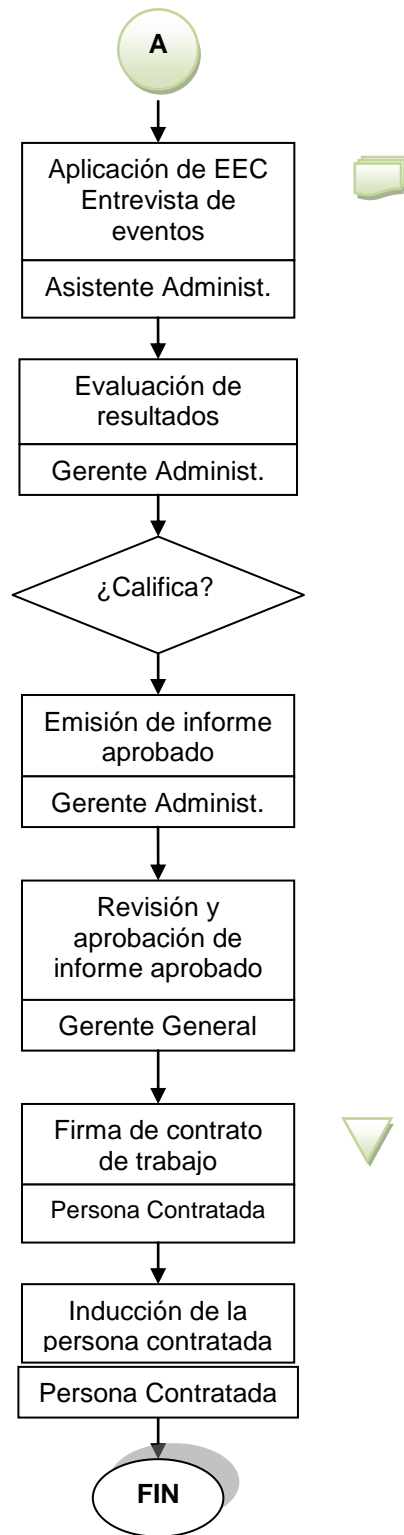 A
Aplicación de EEC
Entrevista de
eventos
Asistente Administ.
Evaluación de
resultados
Gerente Administ.
¿Califica?
Emisión de informe
aprobado
Gerente Administ.
Revisión y
aprobación de
informe aprobado
Gerente General
Firma de contrato
de trabajo
Persona Contratada
Inducción de la
persona contratada
Persona Contratada
FIN